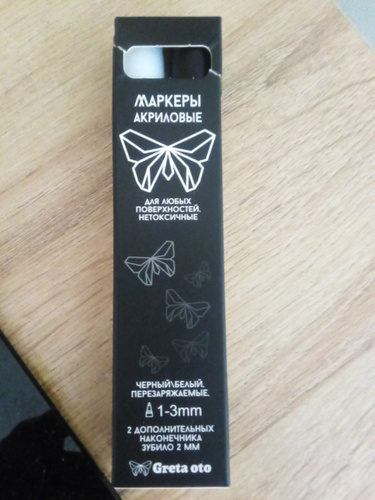 МАРКЕРЫ
АКРИЛОВЫЕ
ДЛЯ ЛЮБЫХ
ПОВЕРХНОСТЕЙ,
НЕТОКСИЧНЫЕ
ЧЕРНЫЙ\БЕЛЫЙ,
ПЕРЕЗАРЯЖАЕМЫЕ,
1-3mm
2 ДОПОЛНИТЕЛЬНЫХ
НАКОНЕЧНИКА
ЗУБИЛО 2 ММ
Greta oto